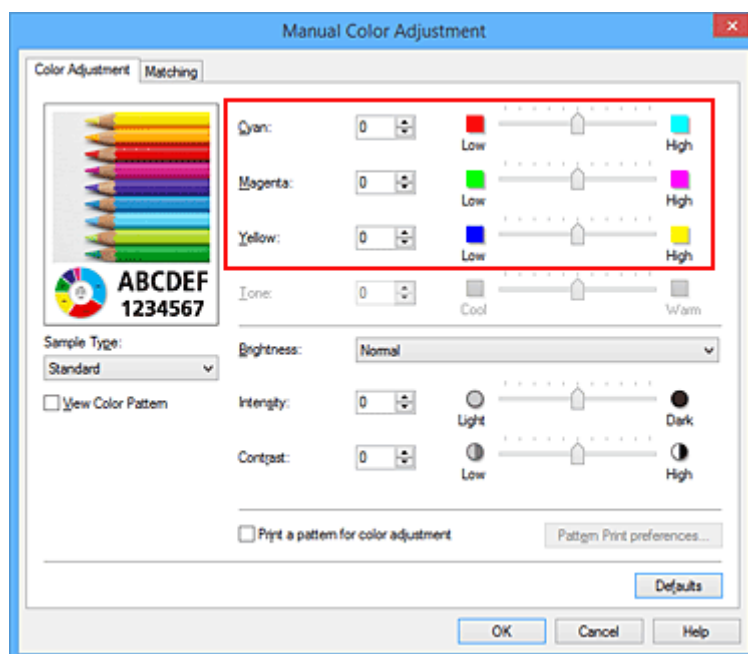 Manual Color Adjustment
Color Adjustment Matching
Cyan: 0 Low High
Magenta: 0 Low High
Yellow: 0 Low High
Tone: 0 Cool Warm
ABCDEF
1234567
Sample Type:
Standard
View Color Pattern
Brightness: Normal
Intensity: 0 Light Dark
Contrast: 0 Low High
Print a pattern for color adjustment Pattern Print preferences...
Defaults
OK Cancel Help